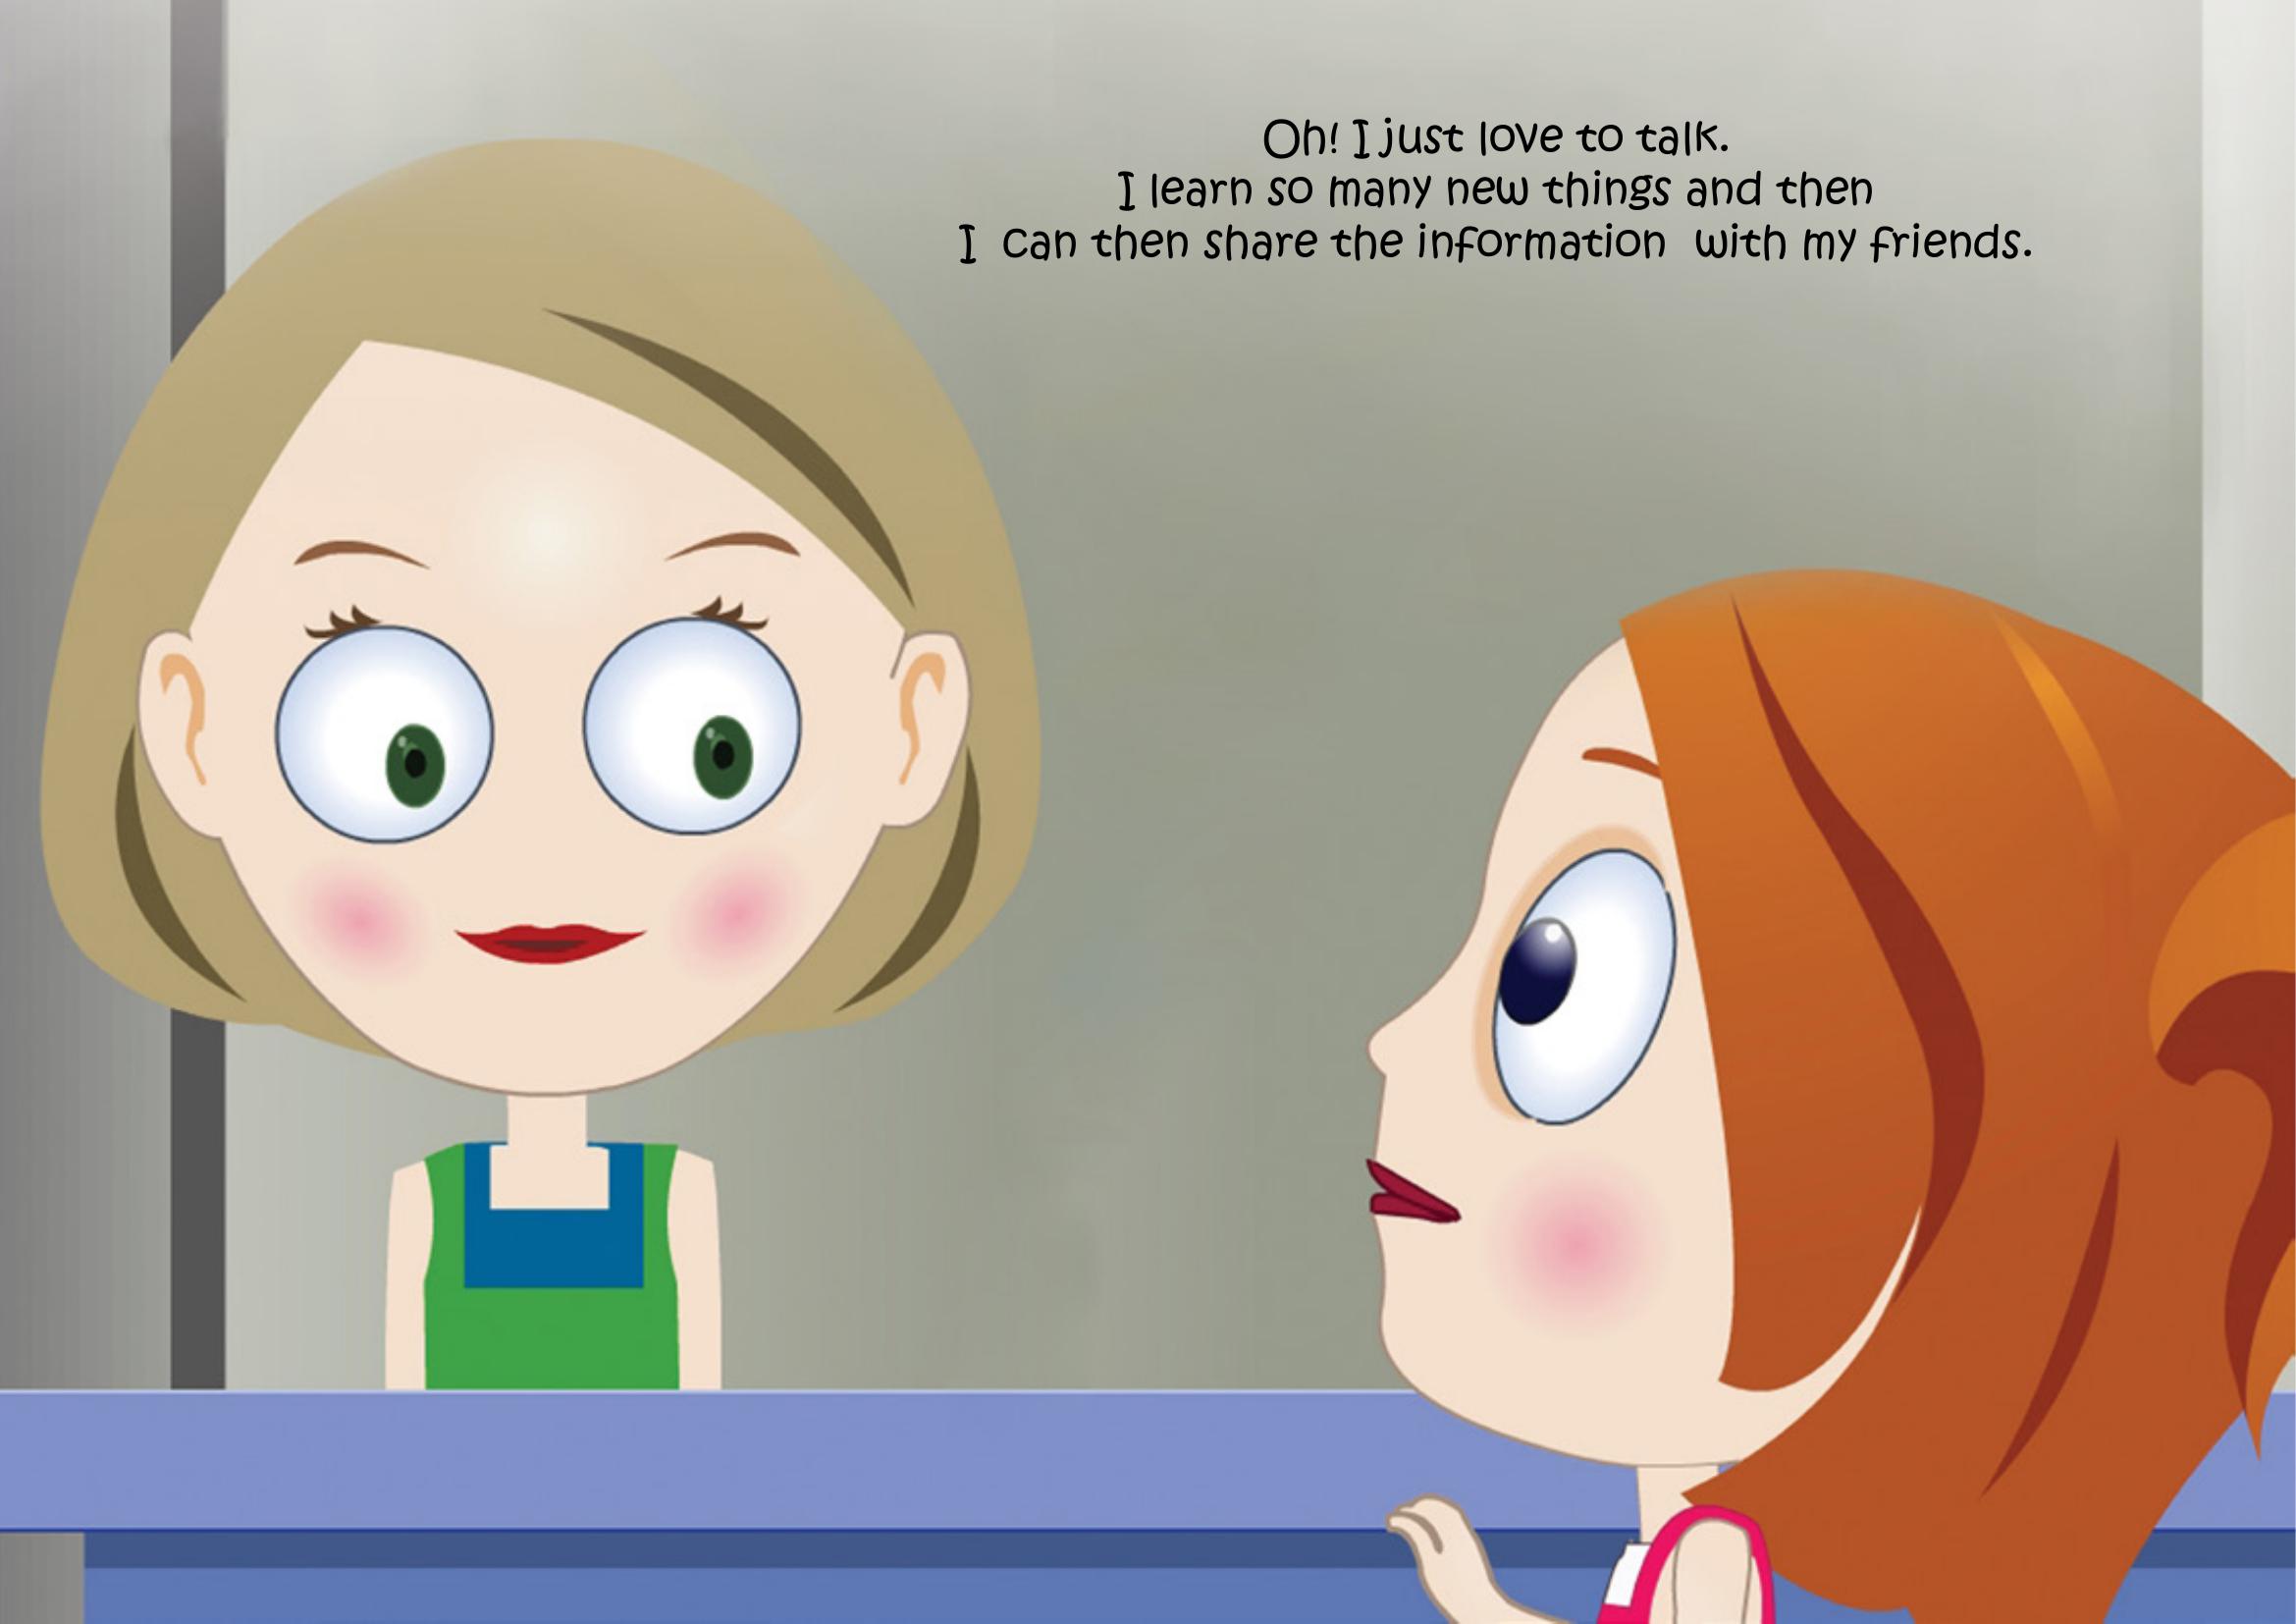 Oh! I just love to talk.
I learn so many new things and then
I can then share the information with my friends.